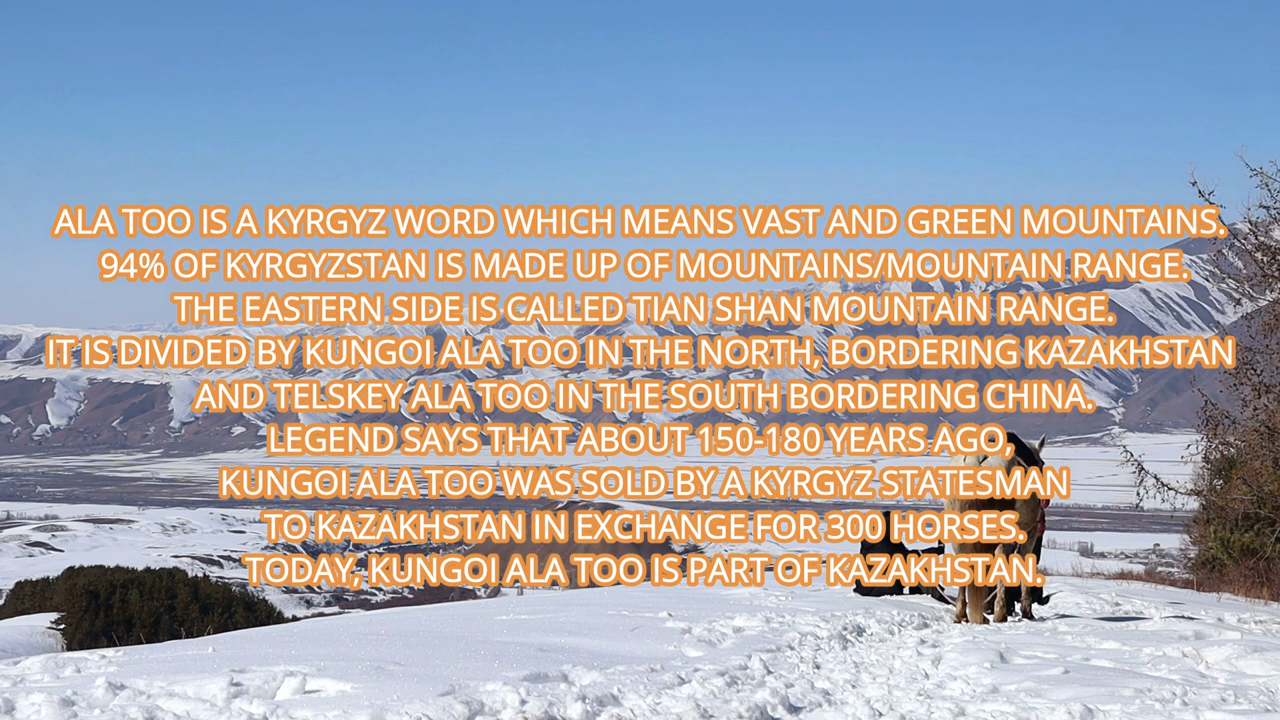 ALA TOO IS A KYRGYZ WORD WHICH MEANS VAST AND GREEN MOUNTAINS.
94% OF KYRGYZSTAN IS MADE UP OF MOUNTAINS/MOUNTAIN RANGE.
THE EASTERN SIDE IS CALLED TIAN SHAN MOUNTAIN RANGE.
IT IS DIVIDED BY KUNGOI ALA TOO IN THE NORTH, BORDERING KAZAKHSTAN
AND TELSKEY ALA TOO IN THE SOUTH BORDERING CHINA.
LEGEND SAYS THAT ABOUT 150-180 YEARS AGO,
KUNGOI ALA TOO WAS SOLD BY A KYRGYZ STATESMAN
TO KAZAKHSTAN IN EXCHANGE FOR 300 HORSES.
TODAY, KUNGOI ALA TOO IS PART OF KAZAKHSTAN.